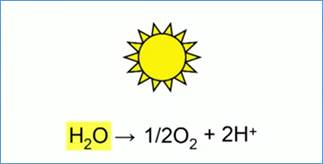 H₂O → 1/2O₂ + 2H⁺